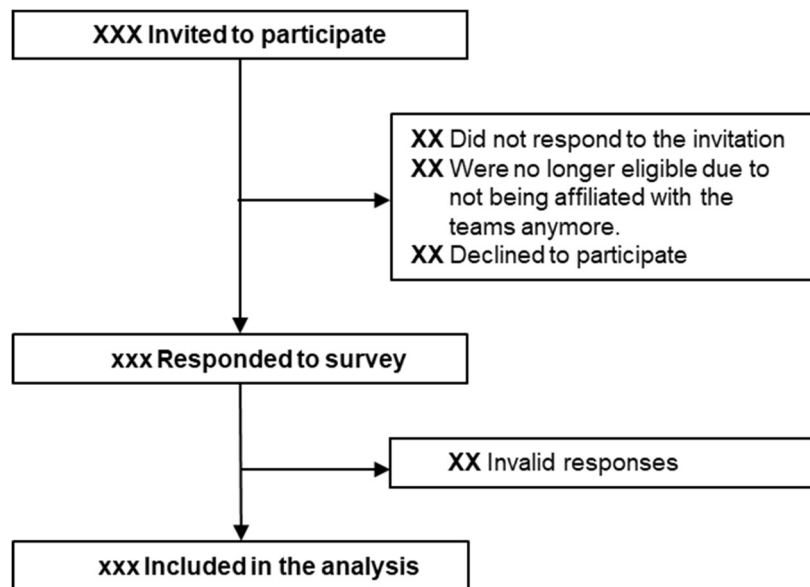 XXX Invited to participate
XX Did not respond to the invitation
XX Were no longer eligible due to
not being affiliated with the
teams anymore.
XX Declined to participate
xxx Responded to survey
XX Invalid responses
xxx Included in the analysis